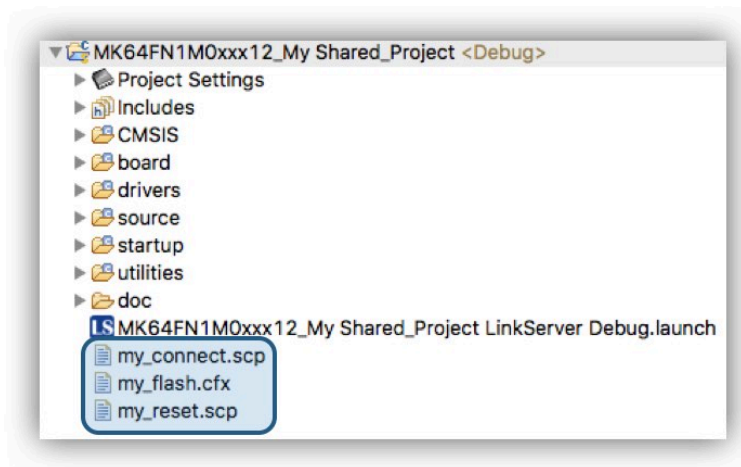 MK64FN1M0xxx12_My Shared_Project <Debug>
Project Settings
Includes
CMSIS
board
drivers
source
startup
utilities
doc
LS MK64FN1M0xxx12_My Shared_Project LinkServer Debug.launch
my_connect.scp
my_flash.cfx
my_reset.scp